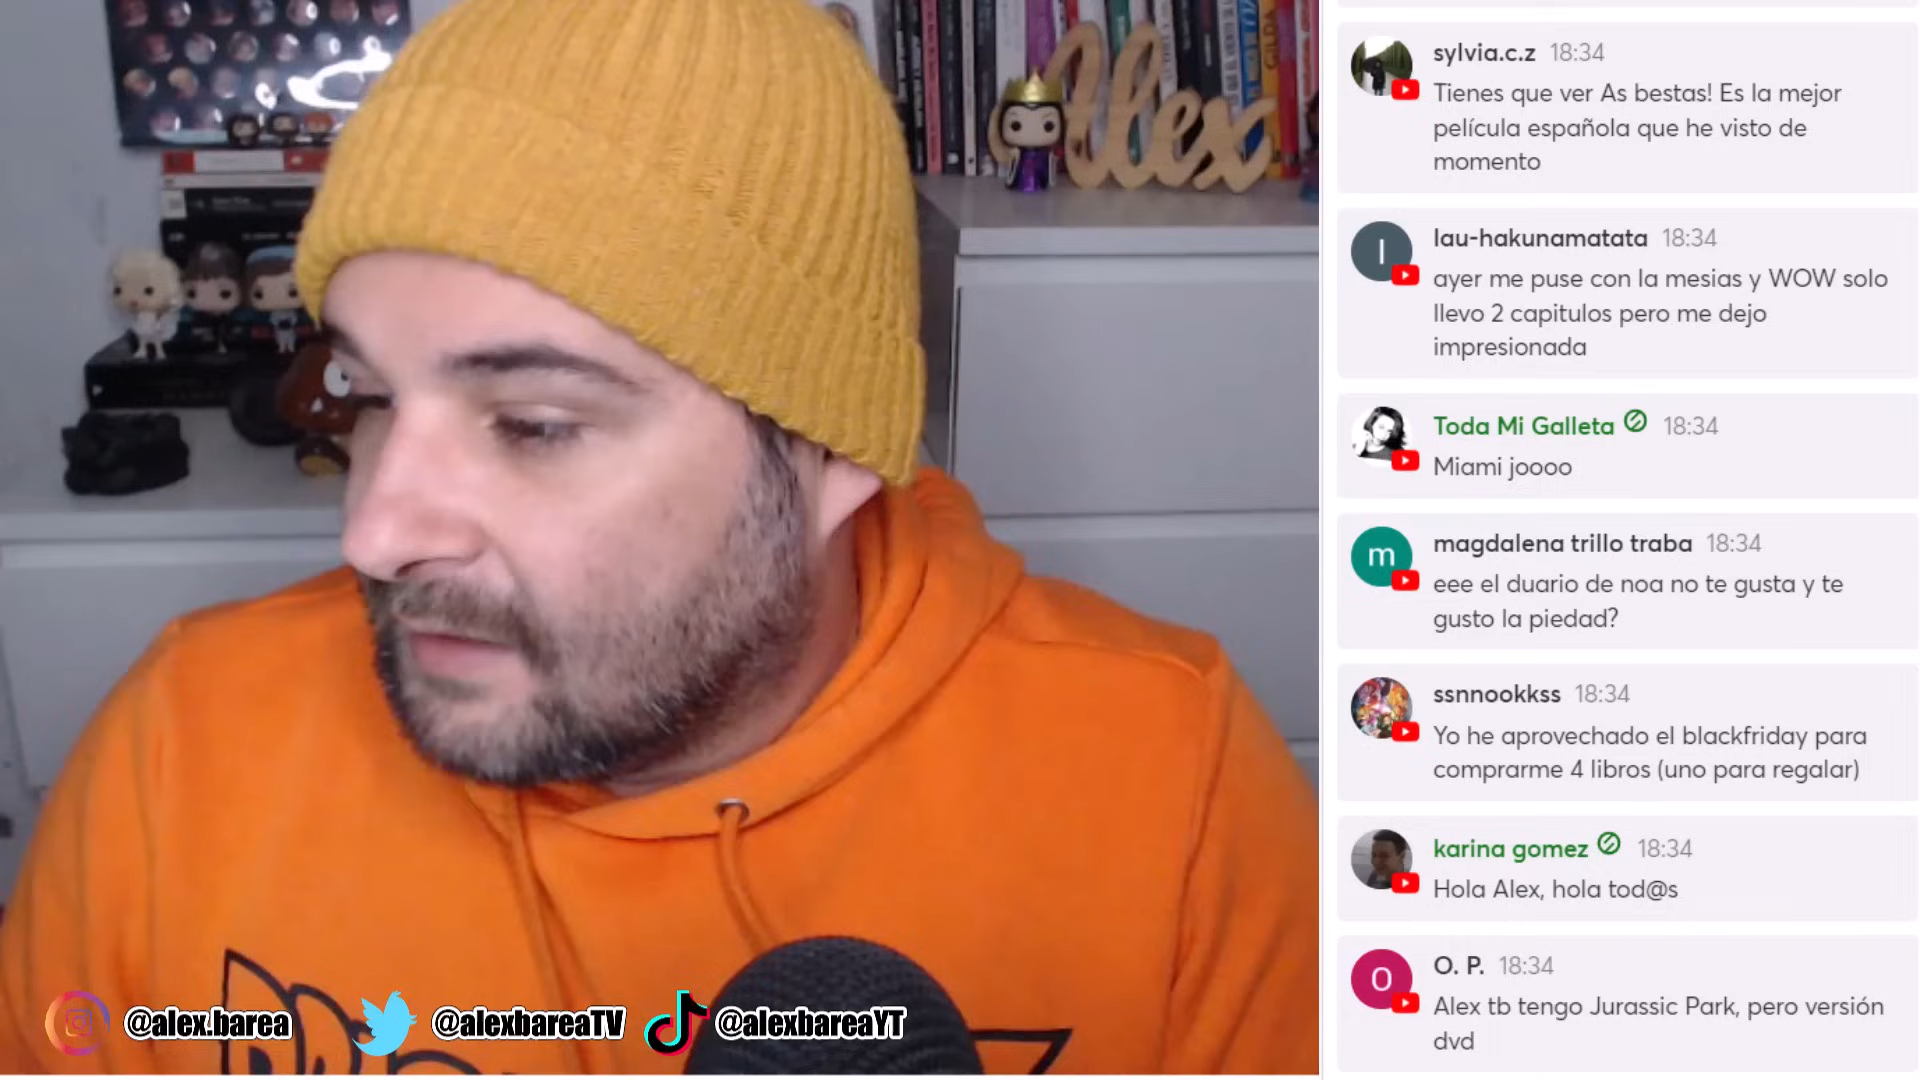 GILDA
Alex
@alex.barea
@alexbareaTV
@alexbareaYT
sylvia.c.z 18:34
Tienes que ver As bestas! Es la mejor
película española que he visto de
momento
l
lau-hakunamatata 18:34
ayer me puse con la mesias y WOW solo
llevo 2 capitulos pero me dejo
impresionada
Toda Mi Galleta 18:34
Miami joooo
m
magdalena trillo traba 18:34
eee el duario de noa no te gusta y te
gusto la piedad?
ssnnookkss 18:34
Yo he aprovechado el blackfriday para
comprarme 4 libros (uno para regalar)
karina gomez 18:34
Hola Alex, hola tod@s
O
O. P. 18:34
Alex tb tengo Jurassic Park, pero versión
dvd